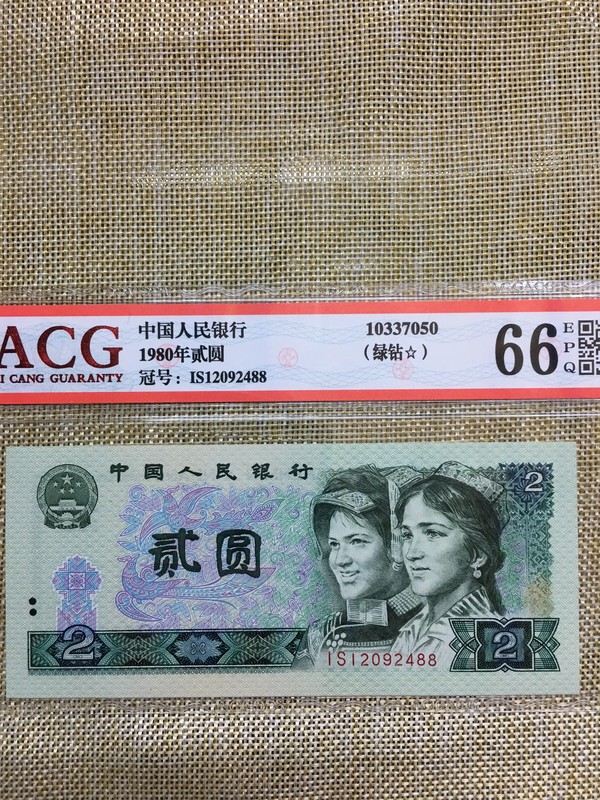 ACG
I CANG GUARANTY
中国人民银行
1980年贰圆
冠号：IS12092488
10337050
（绿钻☆）
66
EPQ
中国人民银行
贰圆
2
2
IS12092488
2